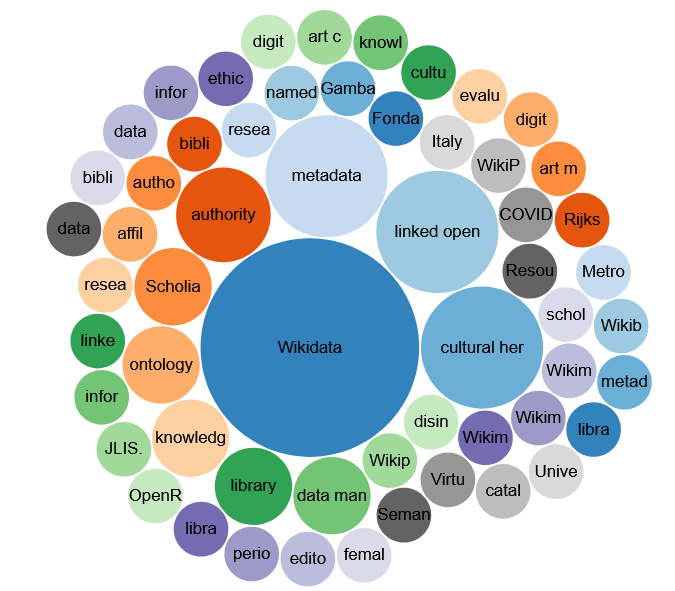 digit
art c
knowl
cultu
ethic
infor
named
Gamba
evalu
Fonda
digit
data
bibli
resea
Italy
WikiP
art m
metadata
bibli
autho
authority
linked open
COVID
Rijks
data
affil
Resou
Metro
resea
Scholia
schol
Wikib
linke
Wikidata
cultural her
ontology
Wikim
metad
infor
knowledg
disin
Wikim
Wikim
libra
JLIS.
Wikip
Unive
OpenR
library
data man
Virtu
catal
Seman
libra
perio
edito
femal